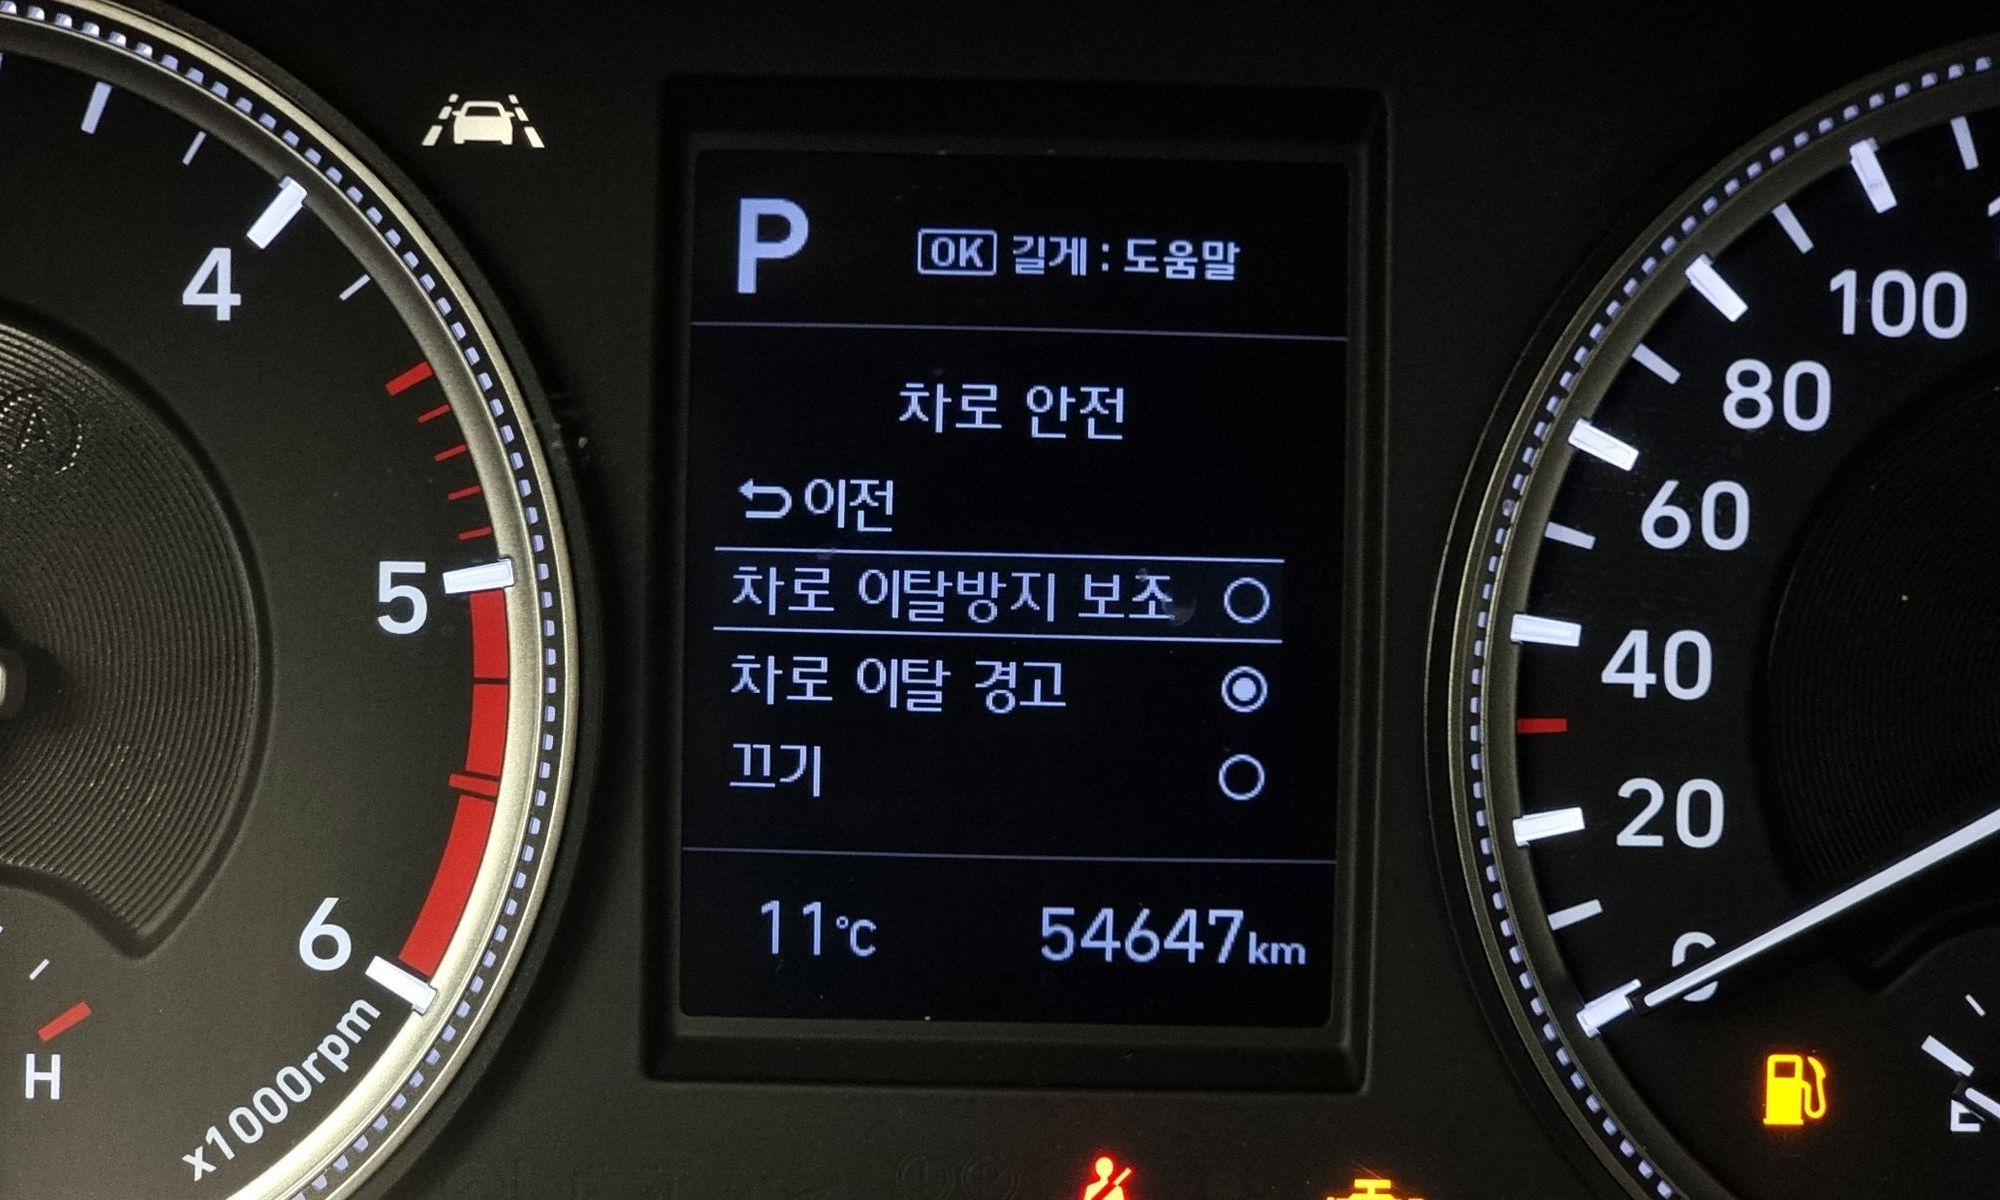 P
OK 길게 : 도움말
차로 안전
이전
차로 이탈방지 보조
차로 이탈 경고
끄기
11℃ 54647km
4
5
6
x1000rpm
H
100
80
60
40
20
0